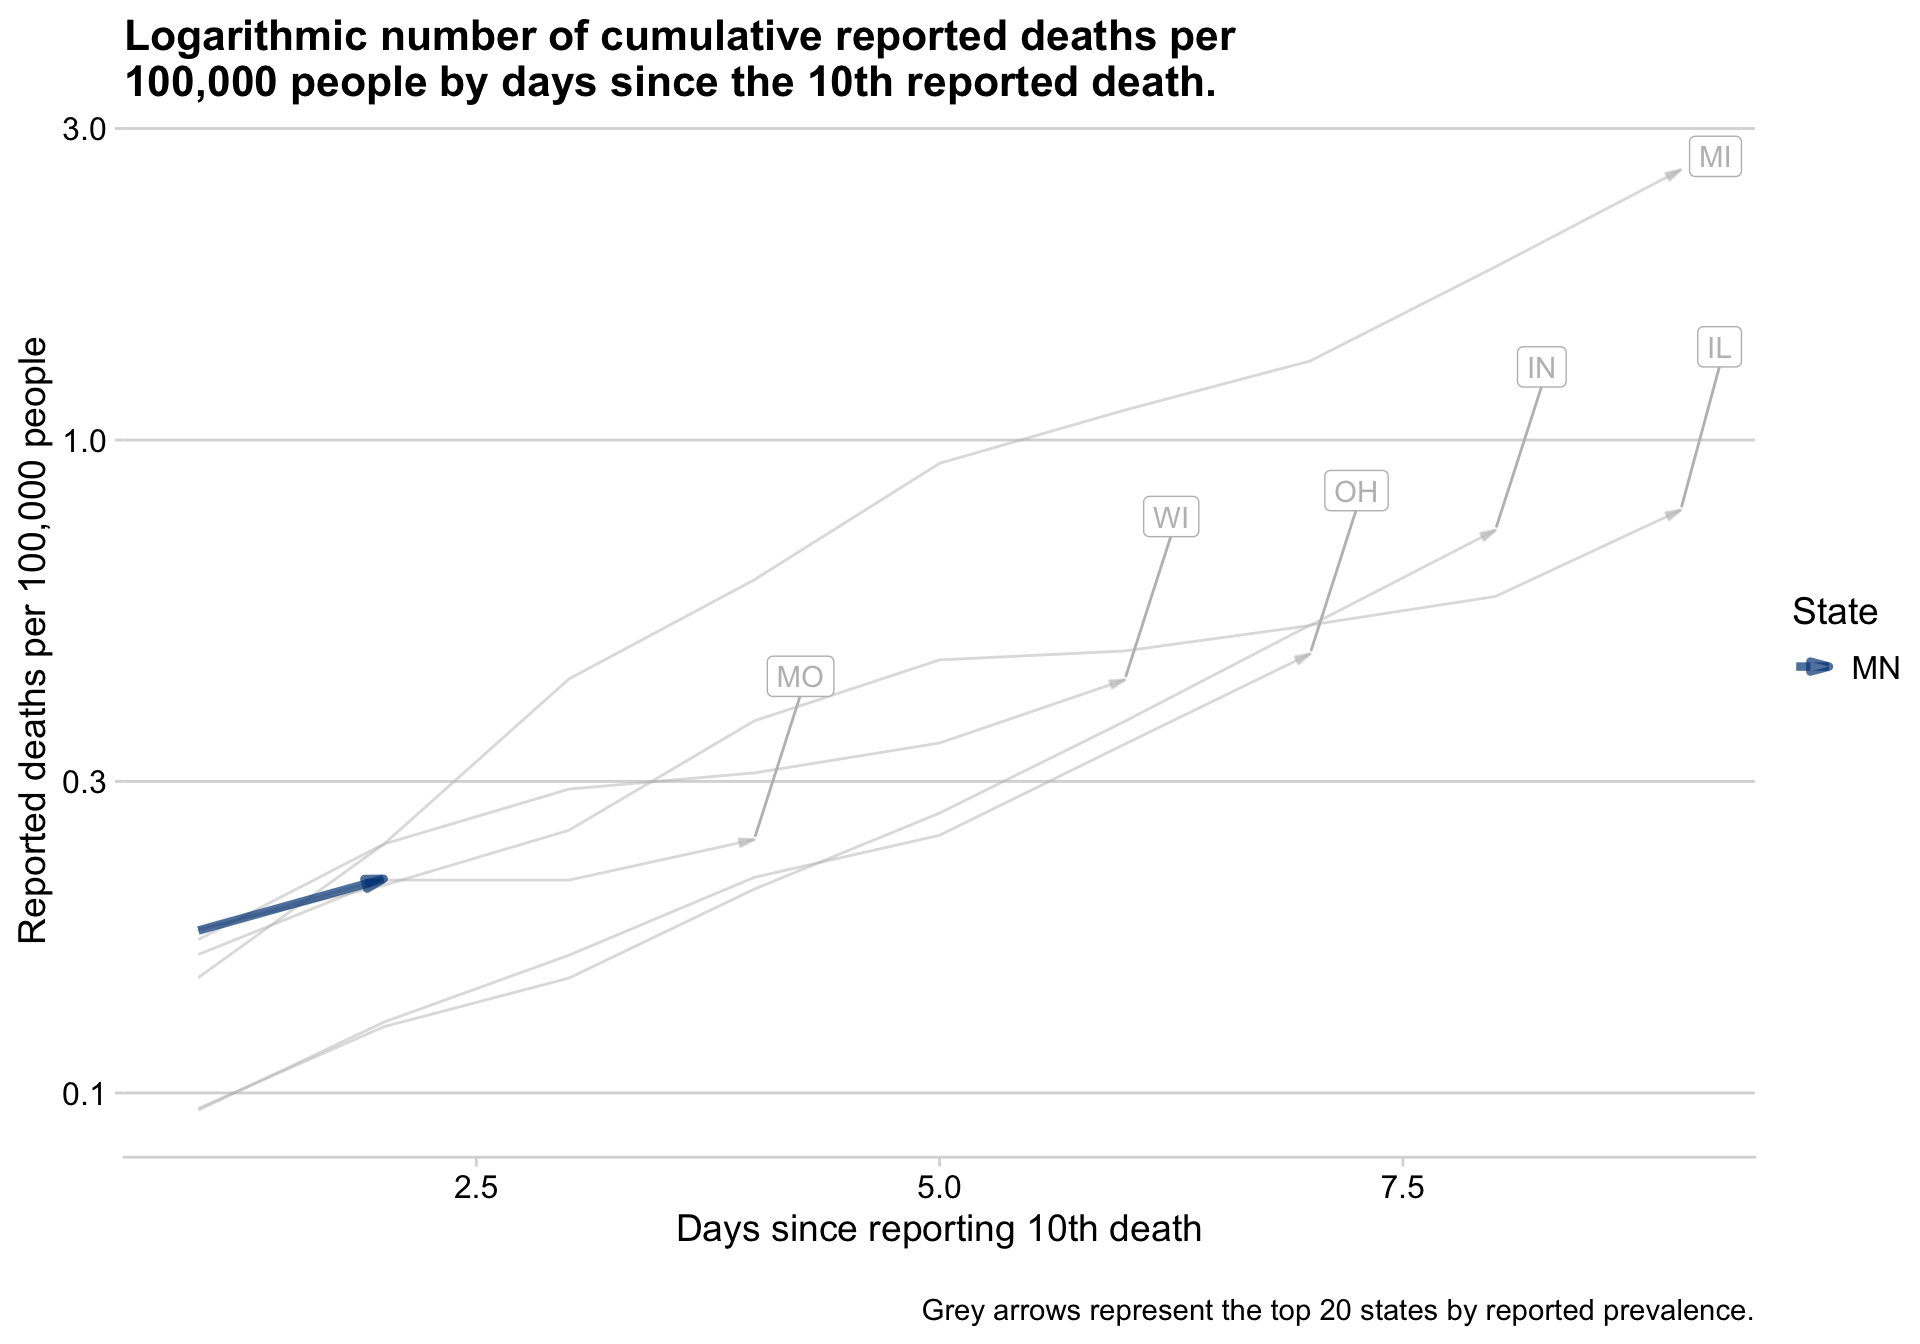 Logarithmic number of cumulative reported deaths per
100,000 people by days since the 10th reported death.
3.0
1.0
0.3
0.1
Reported deaths per 100,000 people
MI
IL
IN
OH
WI
MO
State
MN
2.5
5.0
7.5
Days since reporting 10th death
Grey arrows represent the top 20 states by reported prevalence.